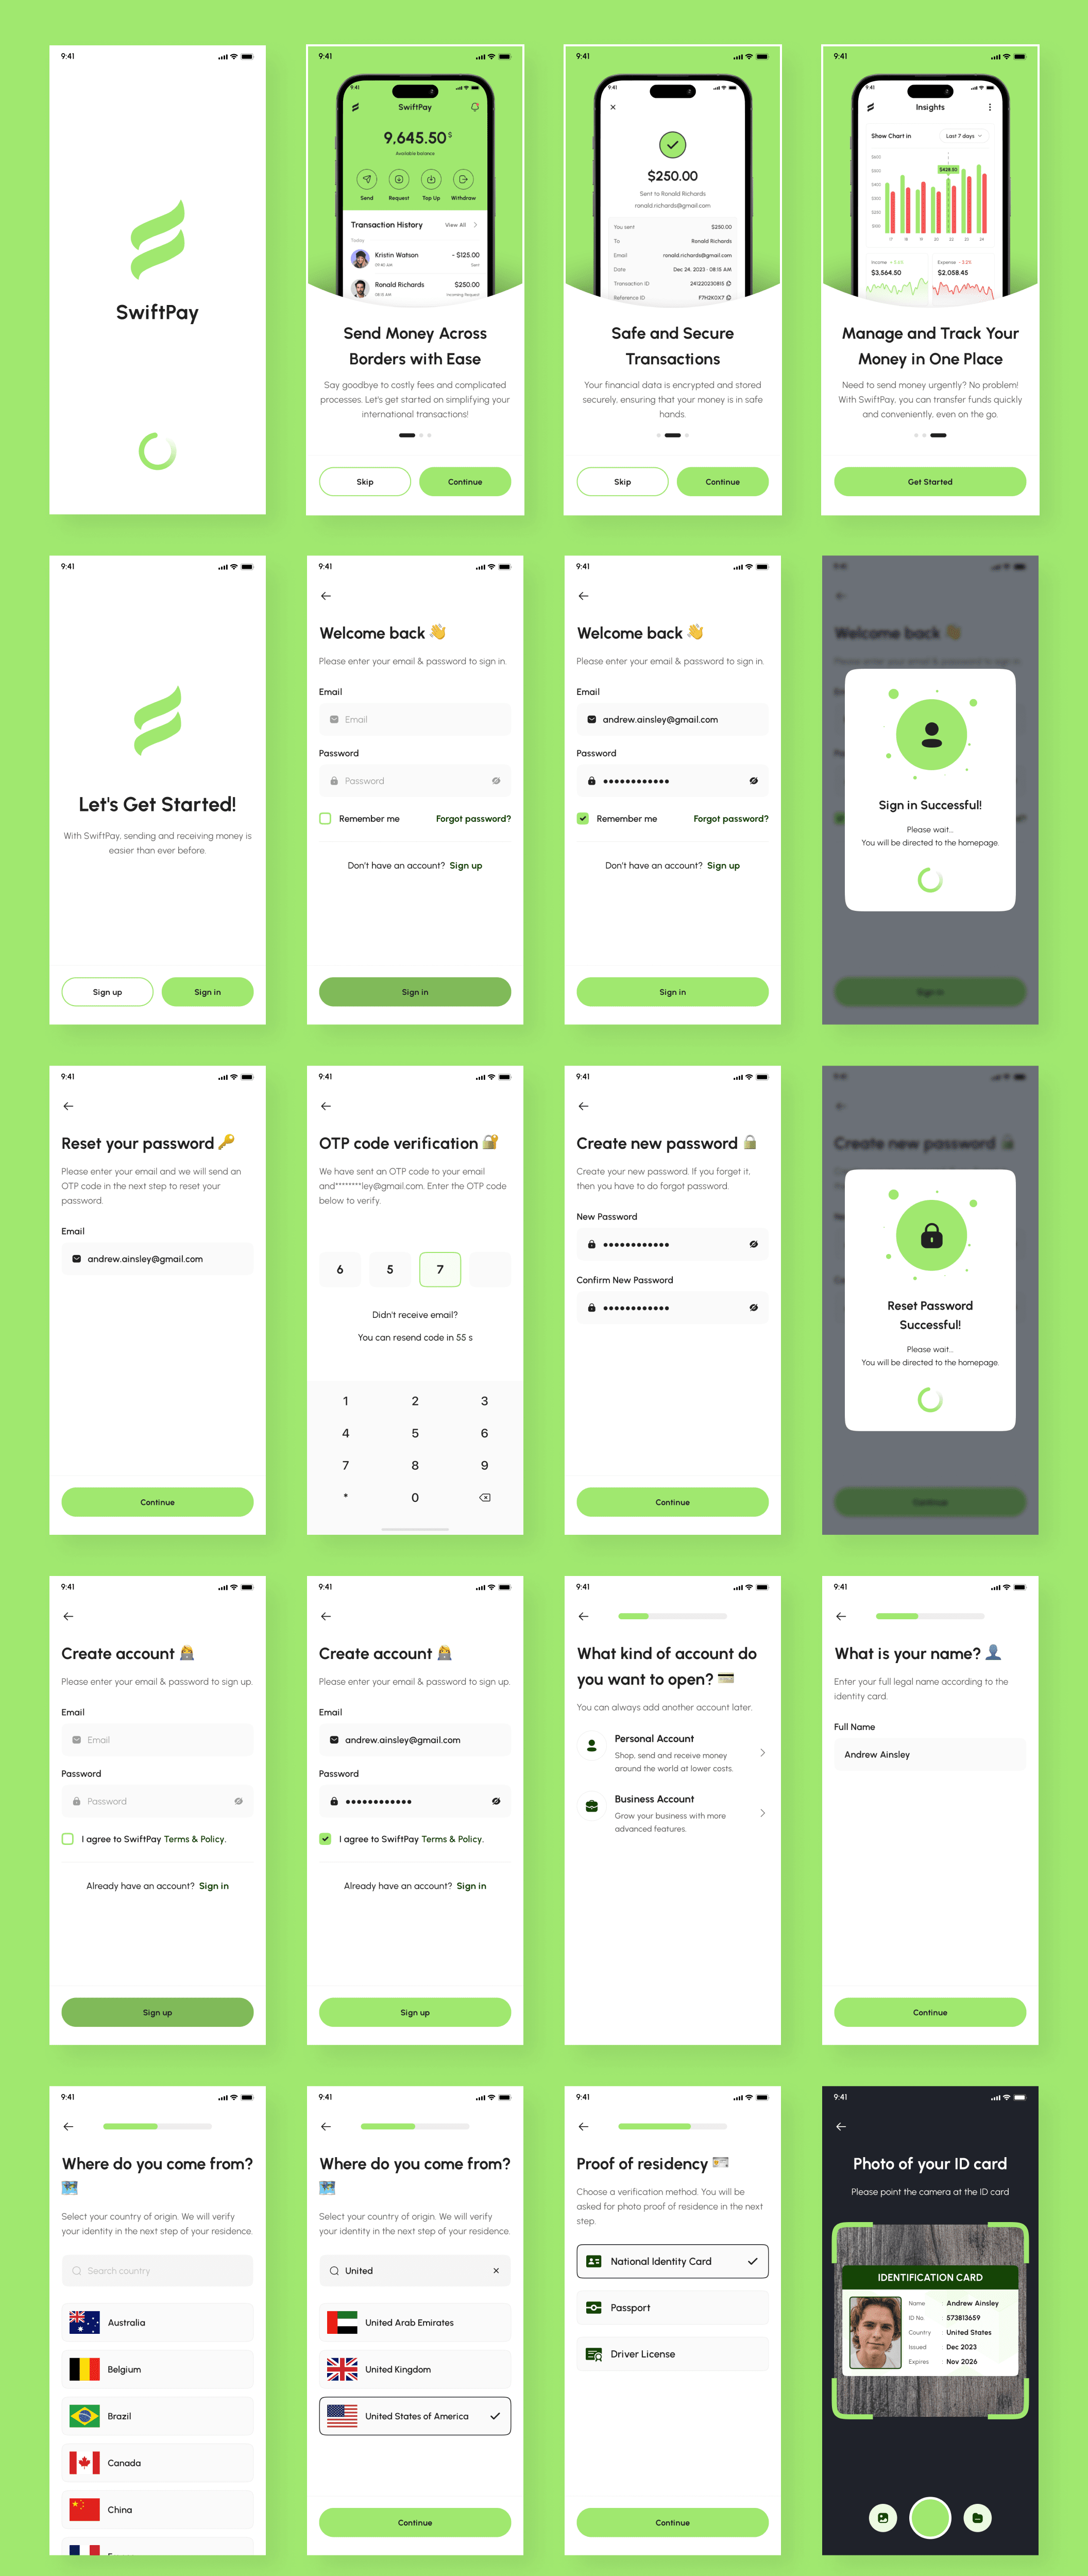 9:41
SwiftPay
9:41
9:41
SwiftPay
9,645.50$
Available balance
Send
Request
Top Up
Withdraw
Transaction History
View All
Today
Kristin Watson
- $125.00
09:40 AM
Sent
Ronald Richards
$250.00
08:15 AM
Incoming Request
Send Money Across
Borders with Ease
Say goodbye to costly fees and complicated
processes. Let's get started on simplifying your
international transactions!
Skip
Continue
9:41
9:41
$250.00
Sent to Ronald Richards
ronald.richards@gmail.com
You sent
$250.00
To
Ronald Richards
Email
ronald.richards@gmail.com
Date
Dec 24, 2023 · 08:15 AM
Transaction ID
241220230815
Reference ID
F7H2K0X7
Safe and Secure
Transactions
Your financial data is encrypted and stored
securely, ensuring that your money is in safe
hands.
Skip
Continue
9:41
9:41
Insights
Show Chart in
Last 7 days
$428.50
17
18
19
20
22
23
24
Income
Expense
$3,564.50
$2,058.45
Manage and Track Your
Money in One Place
Need to send money urgently? No problem!
With SwiftPay, you can transfer funds quickly
and conveniently, even on the go.
Get Started
9:41
Let's Get Started!
With SwiftPay, sending and receiving money is
easier than ever before.
Sign up
Sign in
9:41
Welcome back 👋
Please enter your email & password to sign in.
Email
Email
Password
Password
Remember me
Forgot password?
Don't have an account? Sign up
Sign in
9:41
Welcome back 👋
Please enter your email & password to sign in.
Email
andrew.ainsley@gmail.com
Password
●●●●●●●●●●●●
Remember me
Forgot password?
Don't have an account? Sign up
Sign in
Welcome back
Sign in Successful!
Please wait...
You will be directed to the homepage.
Sign in
9:41
Reset your password 🔑
Please enter your email and we will send an
OTP code in the next step to reset your
password.
Email
andrew.ainsley@gmail.com
Continue
9:41
OTP code verification 🔐
We have sent an OTP code to your email
and********ley@gmail.com. Enter the OTP code
below to verify.
6
5
7
Didn't receive email?
You can resend code in 55 s
1 2 3
4 5 6
7 8 9
* 0
9:41
Create new password 🔒
Create your new password. If you forget it,
then you have to do forgot password.
New Password
●●●●●●●●●●●●
Confirm New Password
●●●●●●●●●●●●
Continue
Create new password
Reset Password
Successful!
Please wait...
You will be directed to the homepage.
Continue
9:41
Create account 👩‍💻
Please enter your email & password to sign up.
Email
Email
Password
Password
I agree to SwiftPay Terms & Policy.
Already have an account? Sign in
Sign up
9:41
Create account 👩‍💻
Please enter your email & password to sign up.
Email
andrew.ainsley@gmail.com
Password
●●●●●●●●●●●●
I agree to SwiftPay Terms & Policy.
Already have an account? Sign in
Sign up
9:41
What kind of account do
you want to open? 💳
You can always add another account later.
Personal Account
Shop, send and receive money
around the world at lower costs.
Business Account
Grow your business with more
advanced features.
9:41
What is your name? 👤
Enter your full legal name according to the
identity card.
Full Name
Andrew Ainsley
Continue
9:41
Where do you come from?
🗺️
Select your country of origin. We will verify
your identity in the next step of your residence.
Search country
Australia
Belgium
Brazil
Canada
China
9:41
Where do you come from?
🗺️
Select your country of origin. We will verify
your identity in the next step of your residence.
United
United Arab Emirates
United Kingdom
United States of America
Continue
9:41
Proof of residency 🪪
Choose a verification method. You will be
asked for photo proof of residence in the next
step.
National Identity Card
Passport
Driver License
Continue
9:41
Photo of your ID card
Please point the camera at the ID card
IDENTIFICATION CARD
Name : Andrew Ainsley
ID No. : 573813659
Country : United States
Issued : Dec 2023
Expires : Nov 2026